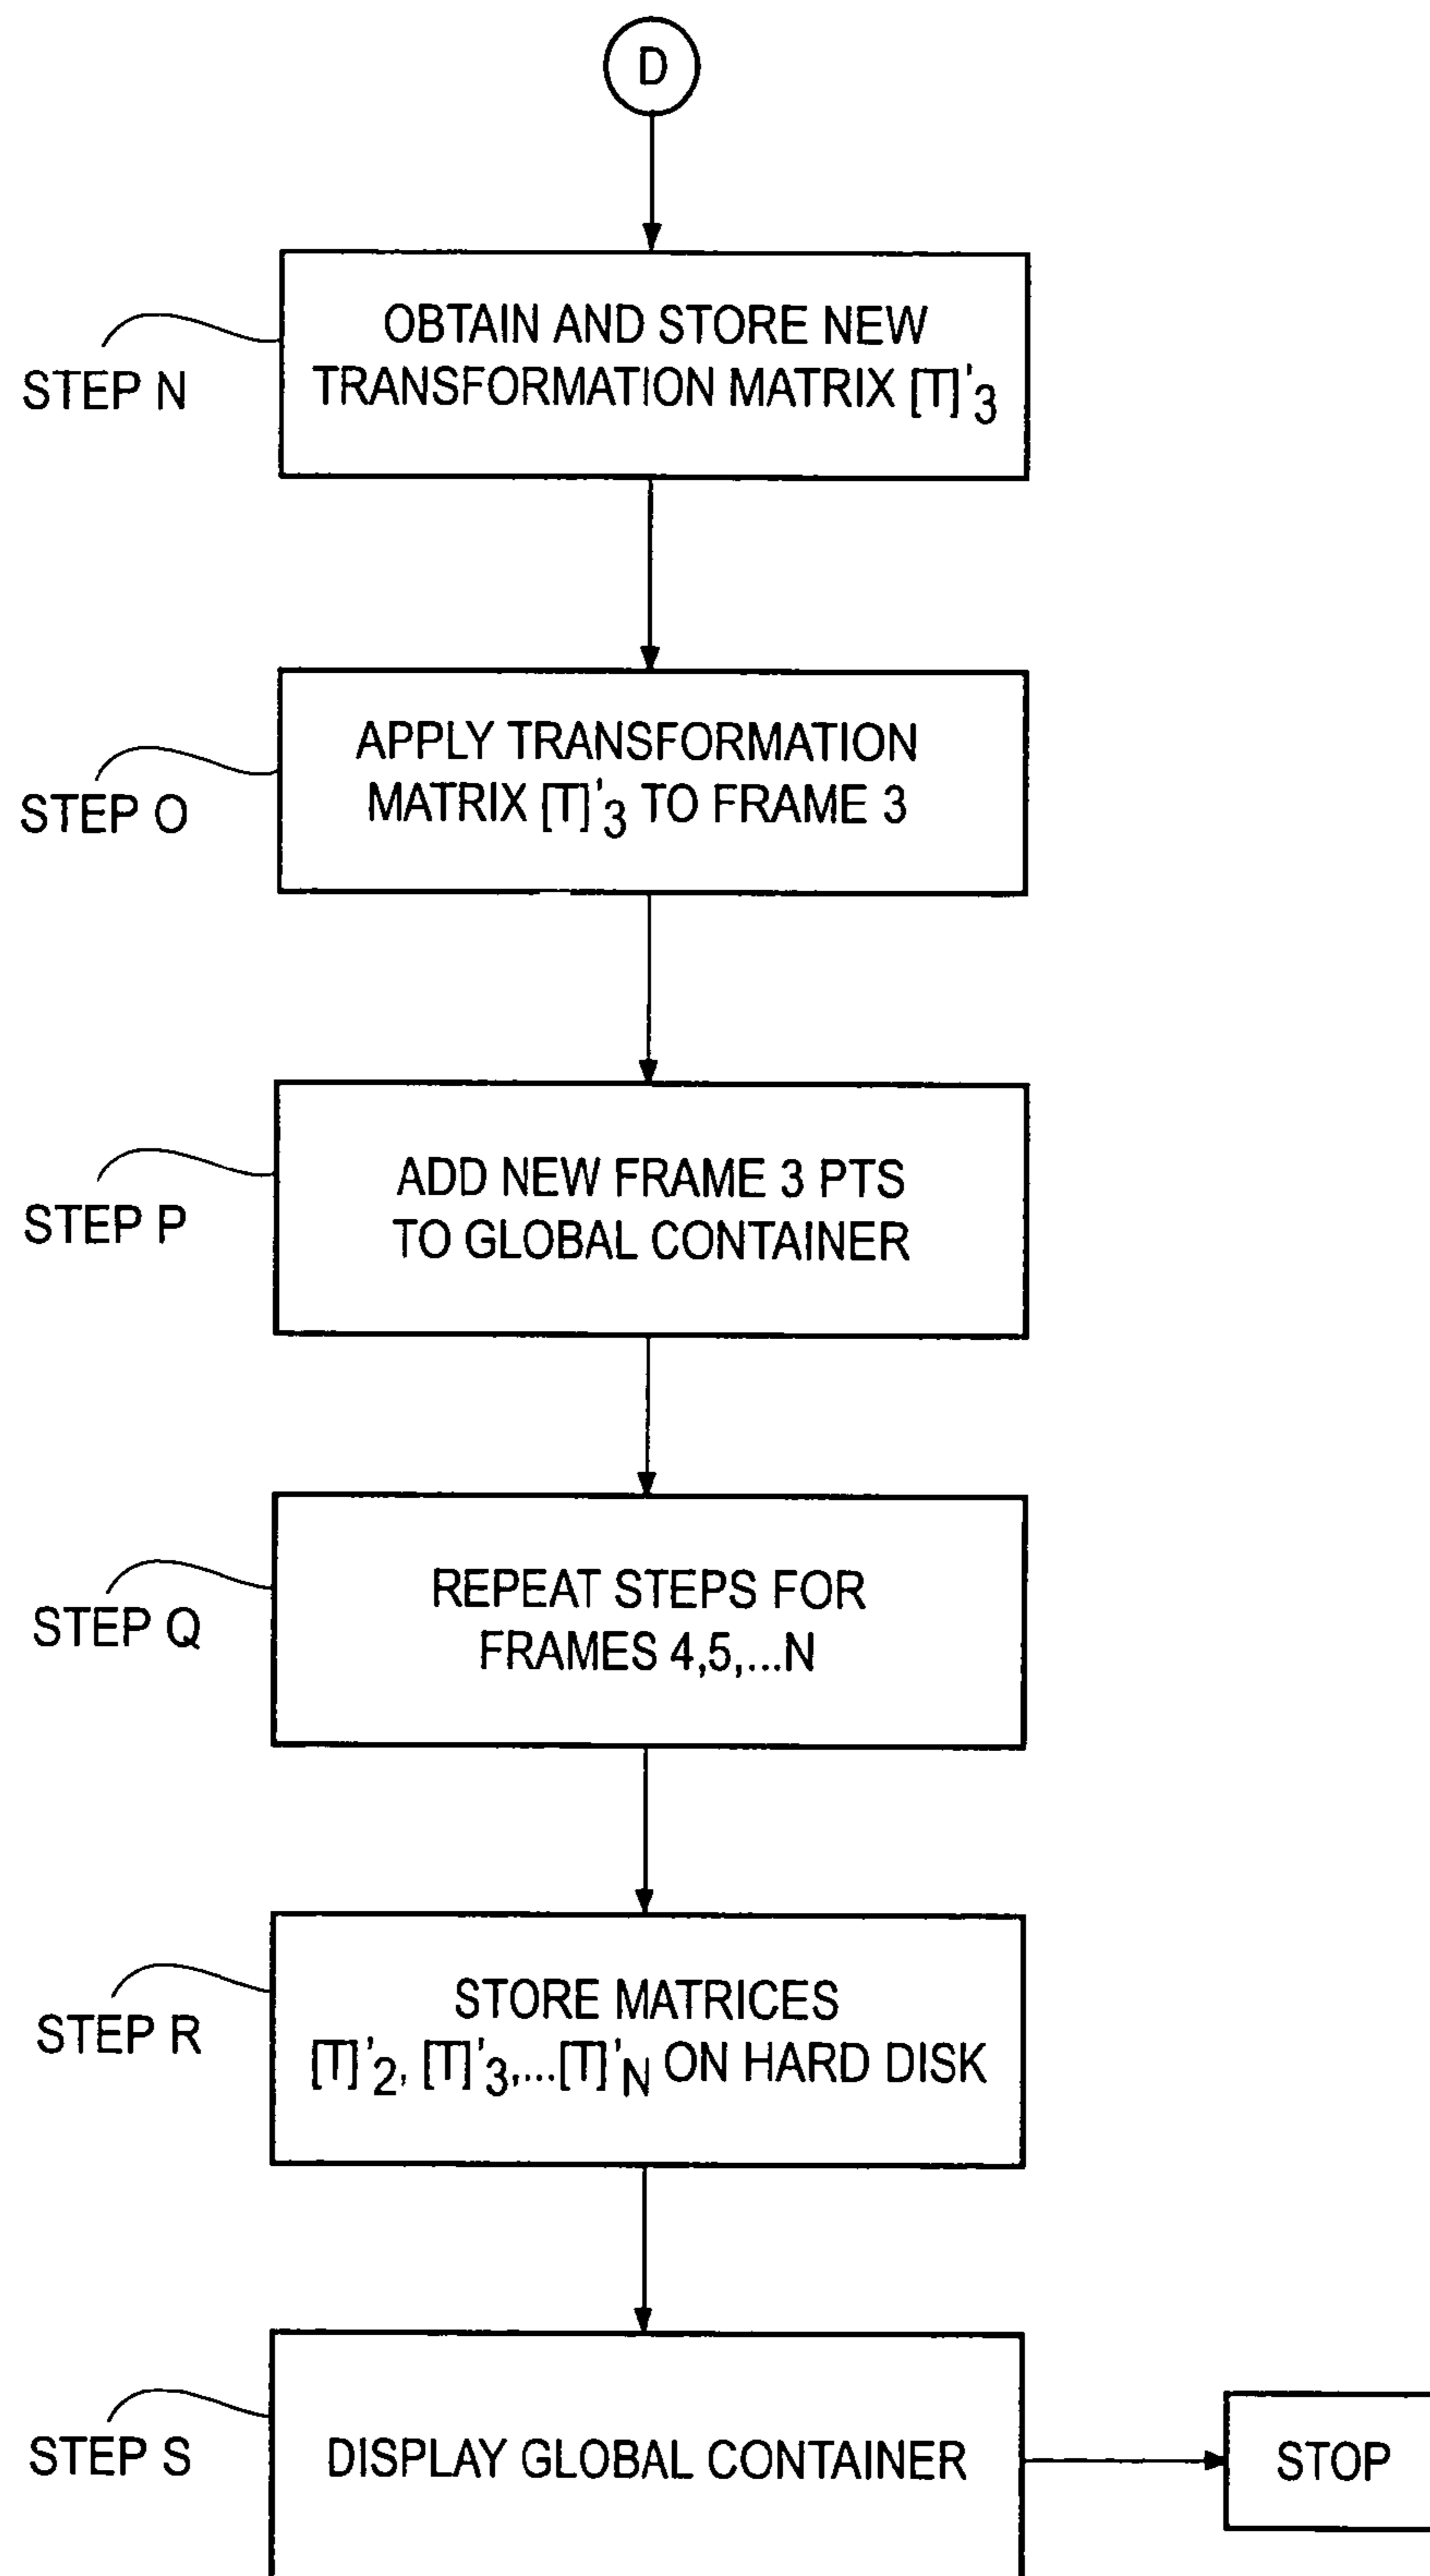 D
OBTAIN AND STORE NEW
TRANSFORMATION MATRIX [T]'3
STEP N
APPLY TRANSFORMATION
MATRIX [T]'3 TO FRAME 3
STEP O
ADD NEW FRAME 3 PTS
TO GLOBAL CONTAINER
STEP P
REPEAT STEPS FOR
FRAMES 4,5,...N
STEP Q
STORE MATRICES
[T]'2, [T]'3,...[T]'N ON HARD DISK
STEP R
DISPLAY GLOBAL CONTAINER
STEP S
STOP